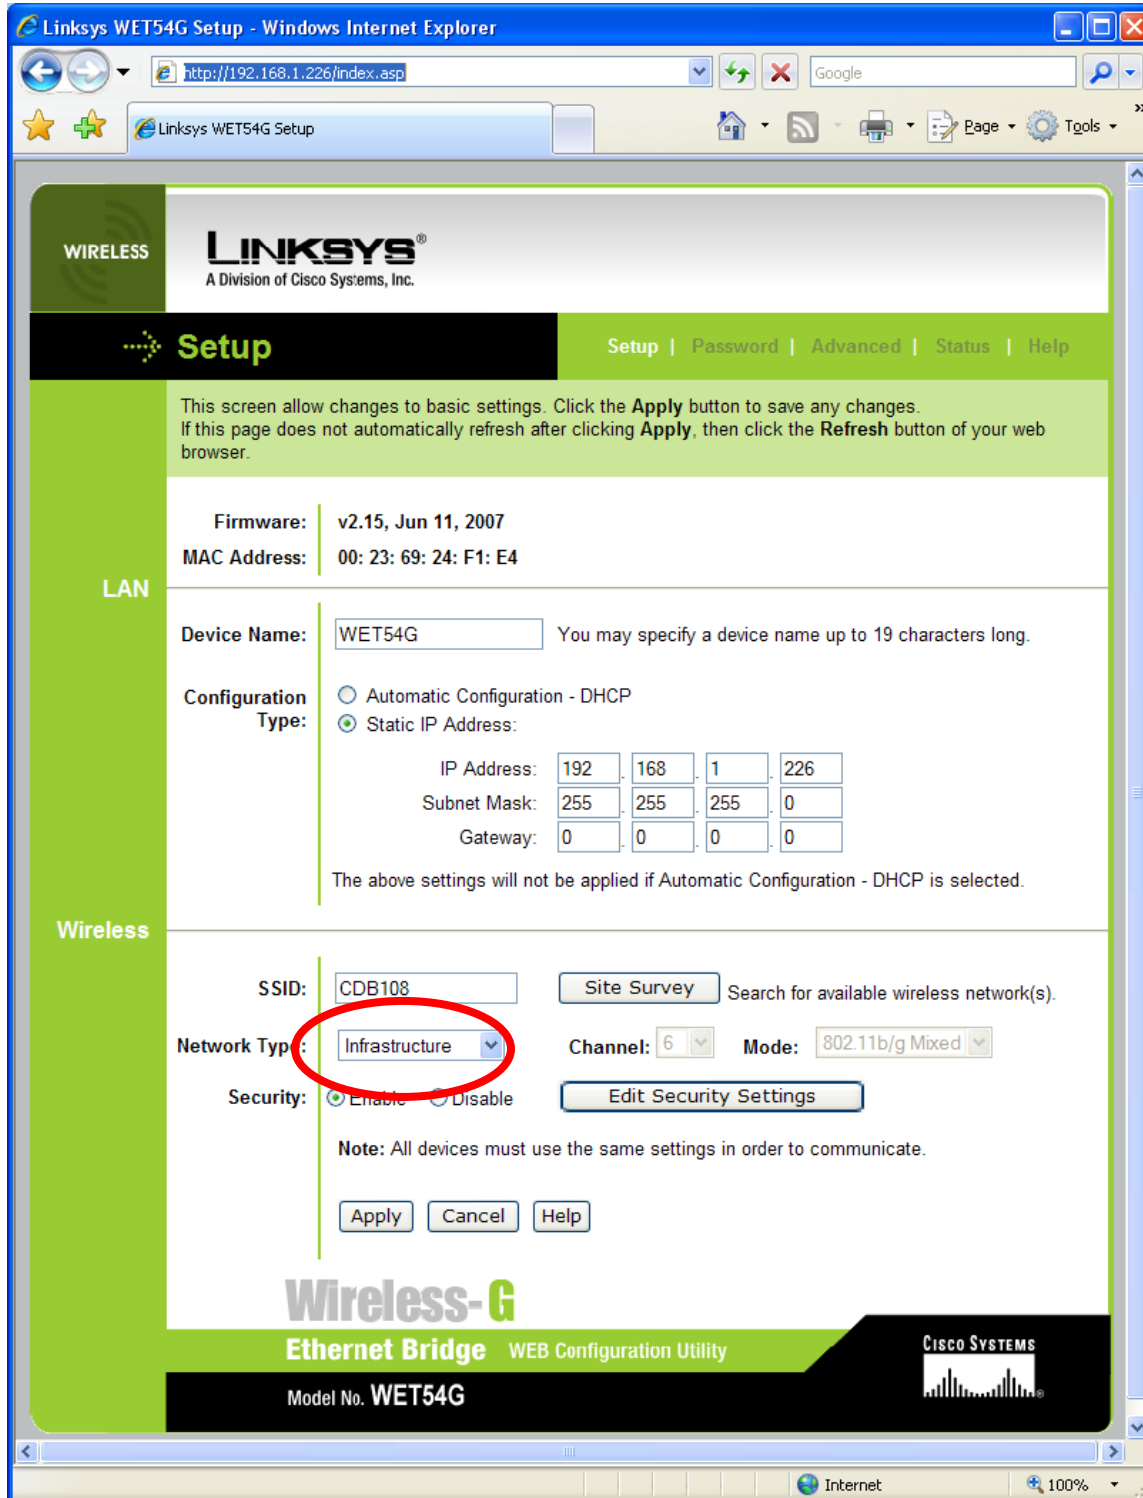 Linksys WET54G Setup - Windows Internet Explorer
http://192.168.1.226/index.asp
Google
Linksys WET54G Setup
Page
Tools
WIRELESS
LINKSYS®
A Division of Cisco Systems, Inc.
Setup
Setup | Password | Advanced | Status | Help
This screen allow changes to basic settings. Click the Apply button to save any changes.
If this page does not automatically refresh after clicking Apply, then click the Refresh button of your web
browser.
Firmware: v2.15, Jun 11, 2007
MAC Address: 00: 23: 69: 24: F1: E4
LAN
Device Name: WET54G You may specify a device name up to 19 characters long.
Configuration Type:
Automatic Configuration - DHCP
Static IP Address:
IP Address: 192 . 168 . 1 . 226
Subnet Mask: 255 . 255 . 255 . 0
Gateway: 0 . 0 . 0 . 0
The above settings will not be applied if Automatic Configuration - DHCP is selected.
Wireless
SSID: CDB108 Site Survey Search for available wireless network(s).
Network Type: Infrastructure Channel: 6 Mode: 802.11b/g Mixed
Security: Enable Disable Edit Security Settings
Note: All devices must use the same settings in order to communicate.
Apply Cancel Help
Wireless-G
Ethernet Bridge WEB Configuration Utility
CISCO SYSTEMS
Model No. WET54G
Internet 100%